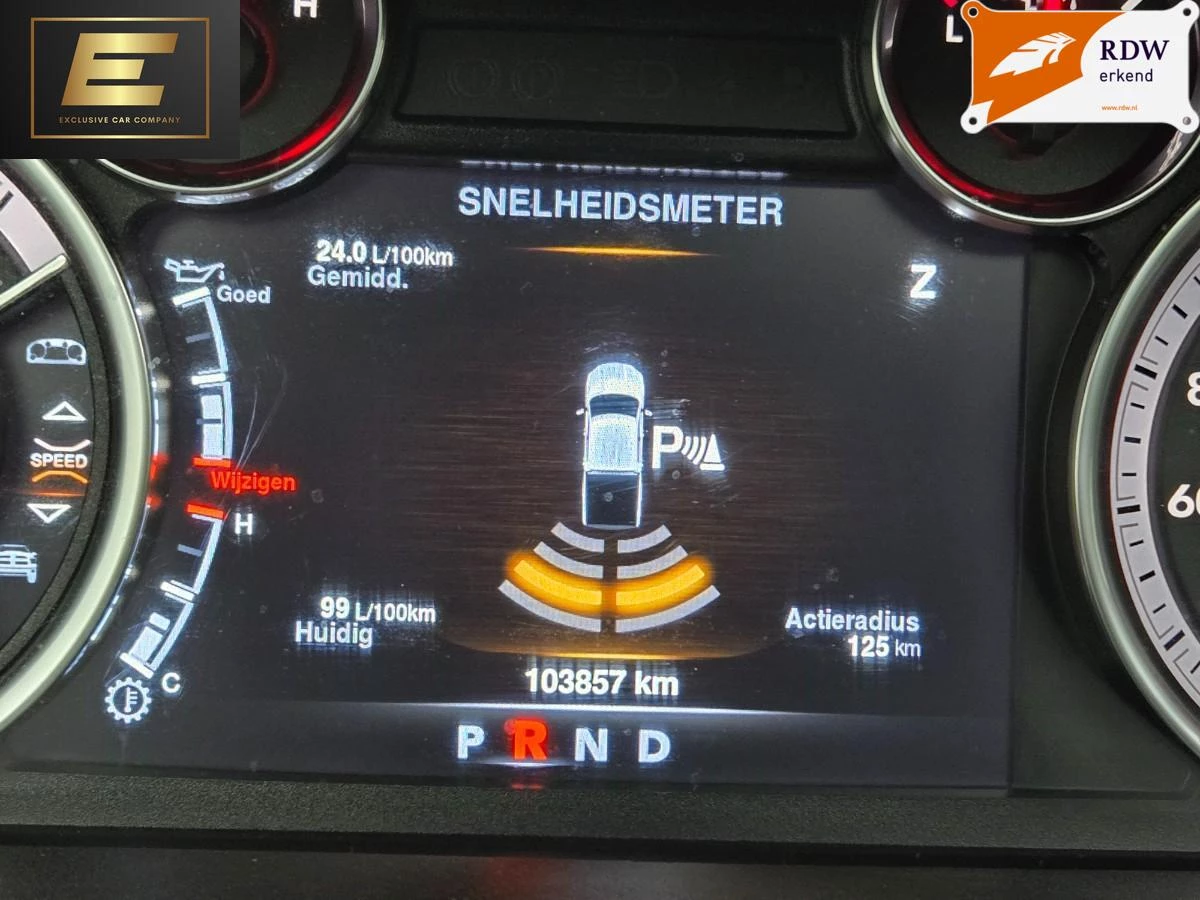 E
EXCLUSIVE CAR COMPANY
H
L
RDW
erkend
www.rdw.nl
SNELHEIDSMETER
24.0 L/100km
Gemidd.
Z
Goed
SPEED
Wijzigen
H
P
60
99 L/100km
Huidig
Actieradius
125 km
C
103857 km
P R N D